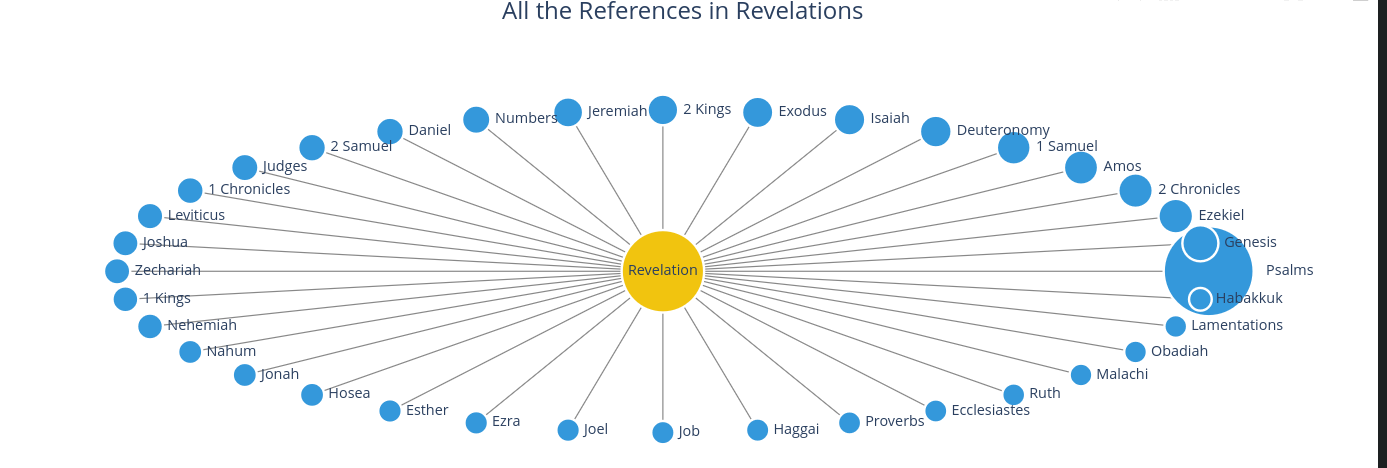 All the References in Revelations
Jeremiah
2 Kings
Exodus
Numbers
Isaiah
Daniel
Deuteronomy
2 Samuel
1 Samuel
Judges
Amos
1 Chronicles
2 Chronicles
Leviticus
Ezekiel
Joshua
Genesis
Zechariah
Revelation
Psalms
1 Kings
Habakkuk
Nehemiah
Lamentations
Nahum
Obadiah
Jonah
Malachi
Hosea
Ruth
Esther
Ecclesiastes
Ezra
Proverbs
Joel
Job
Haggai